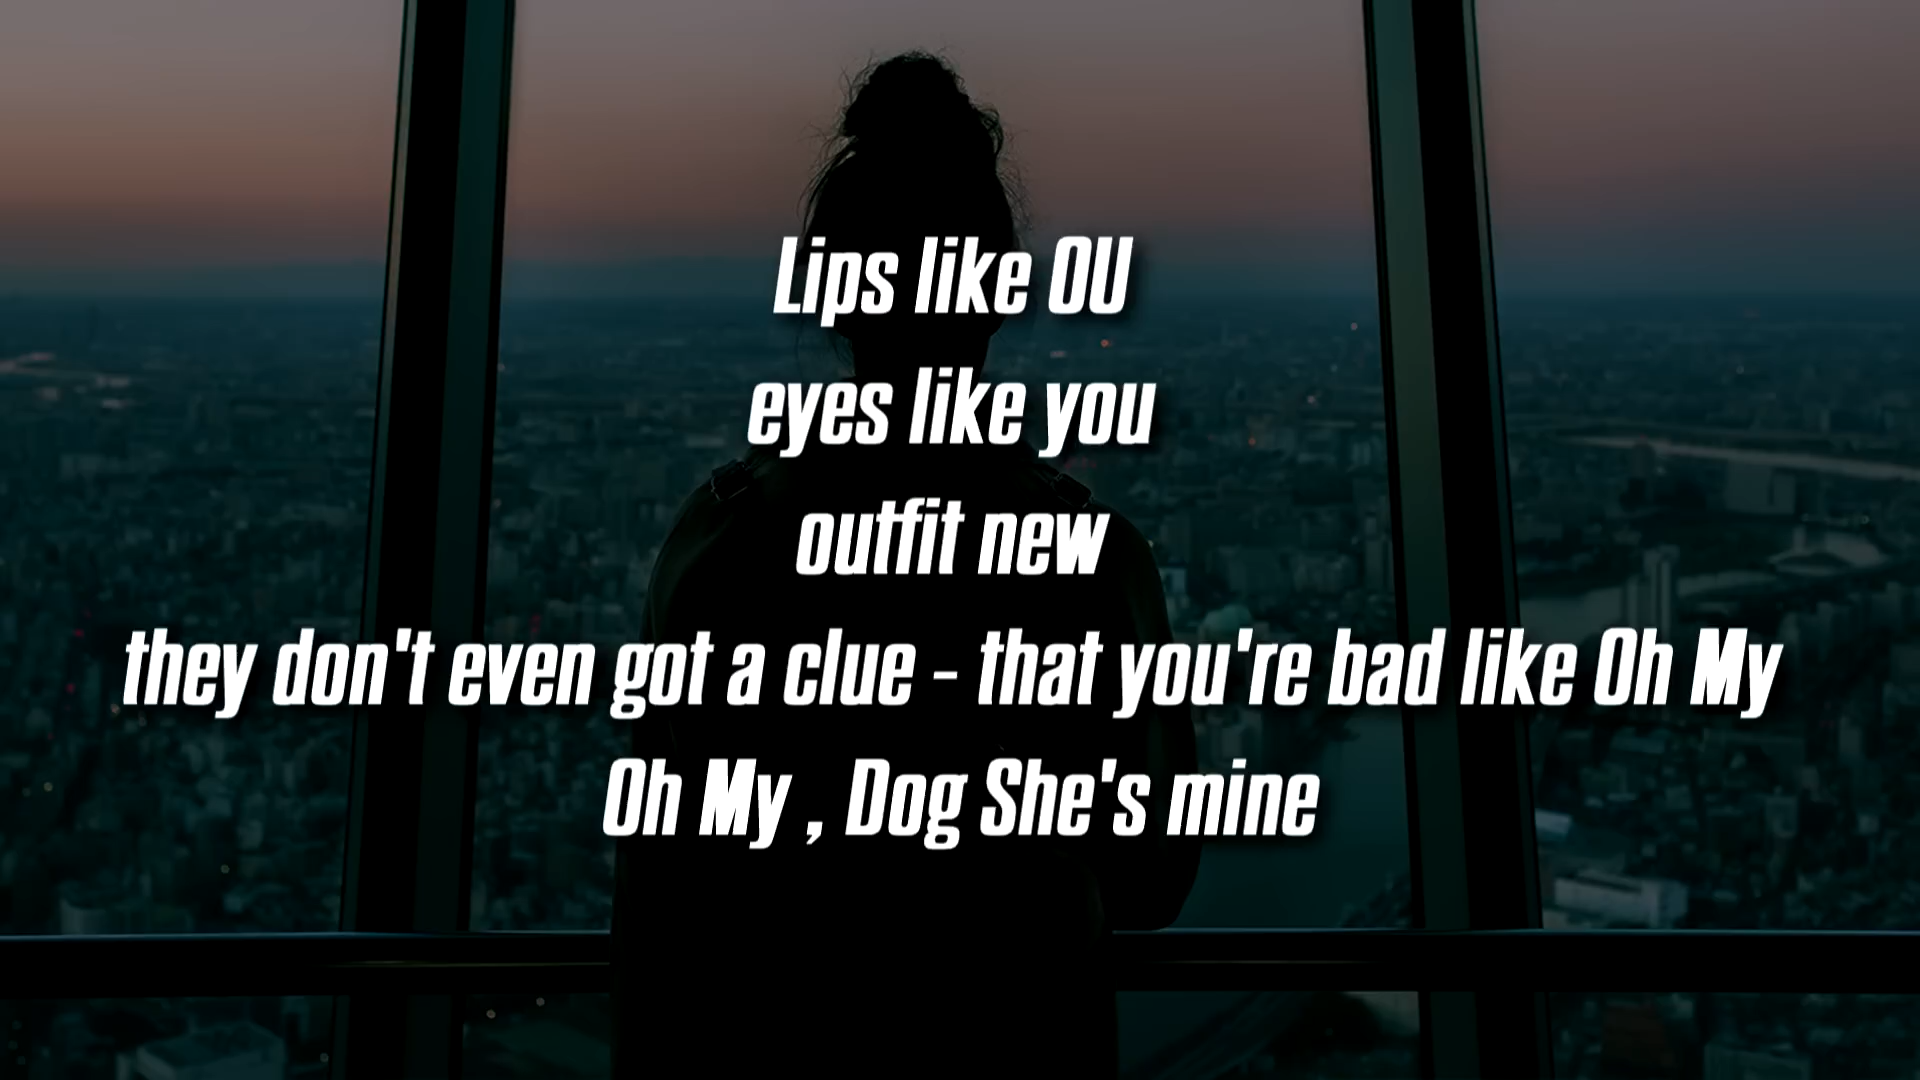 Lips like OU
eyes like you
outfit new
they don't even got a clue - that you're bad like Oh My
Oh My , Dog She's mine